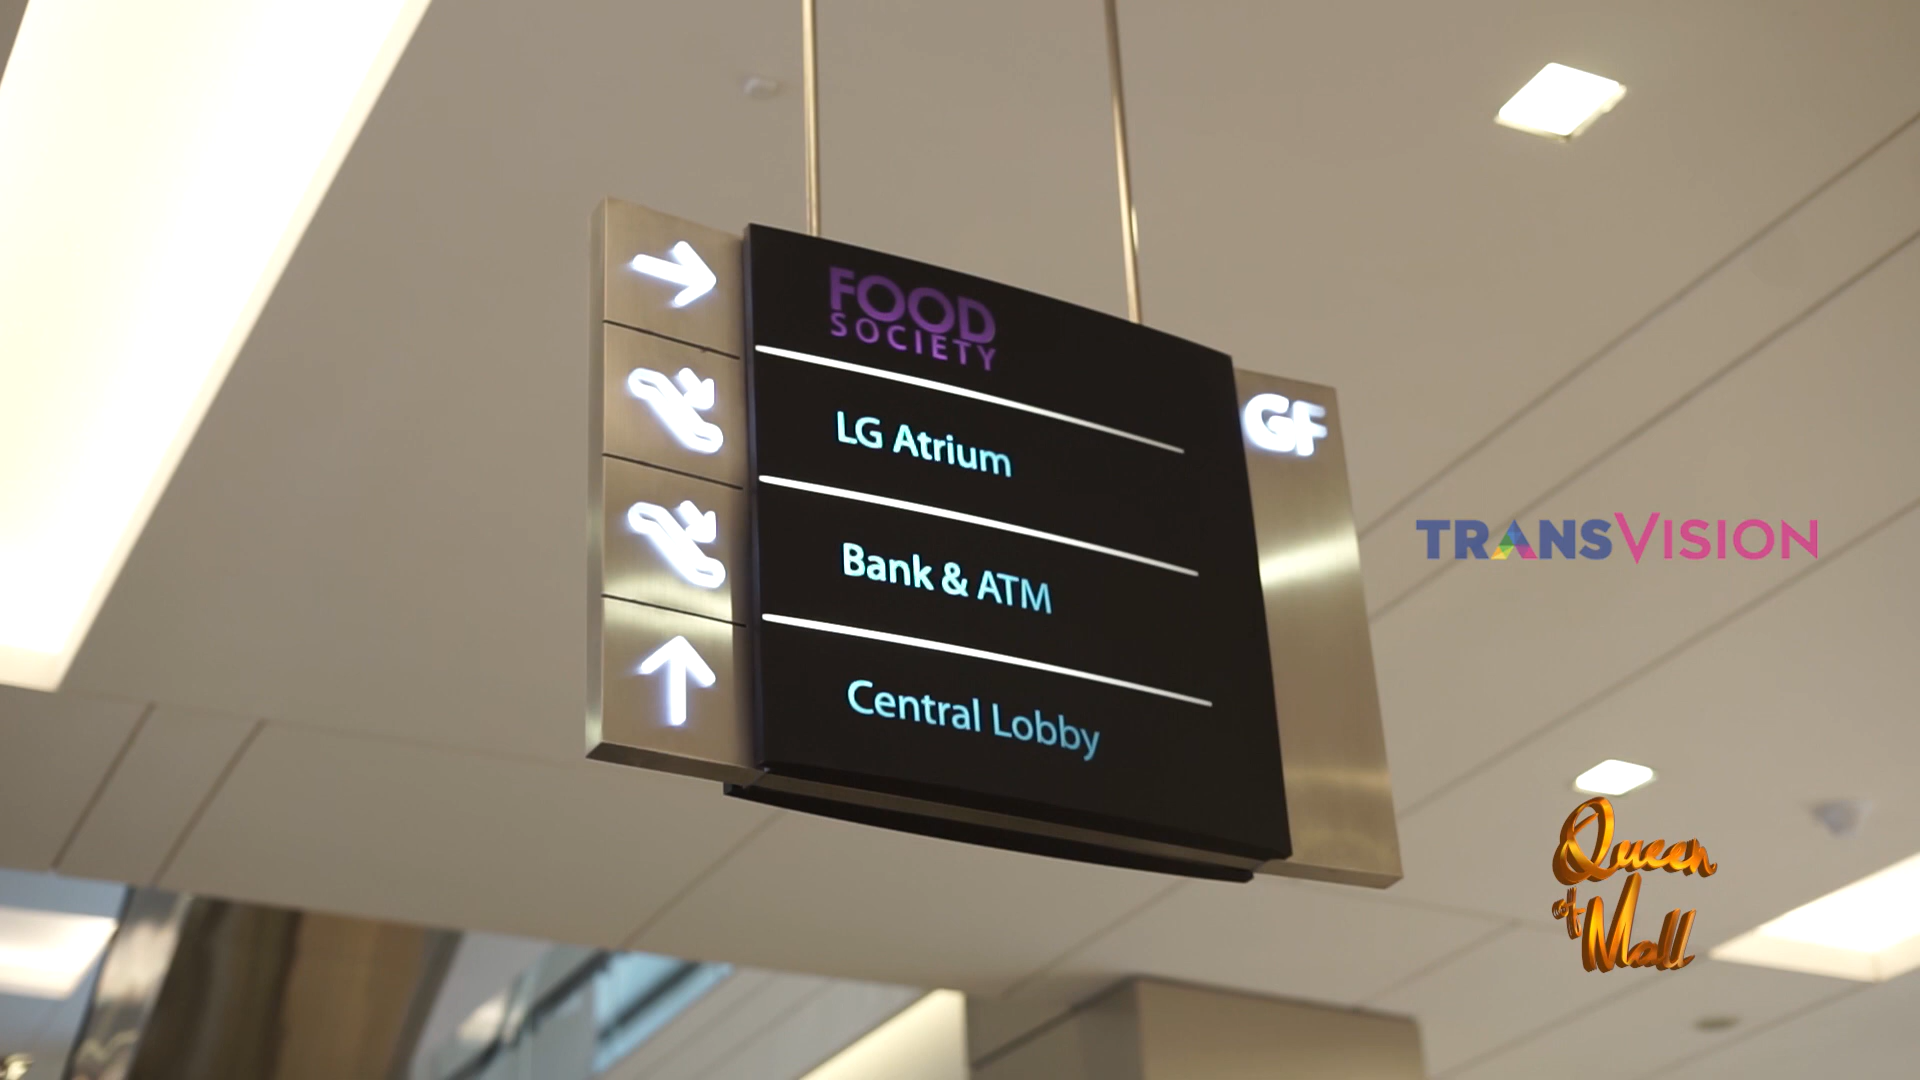 FOOD
SOCIETY
LG Atrium
Bank & ATM
Central Lobby
GF
TRANSVISION
Queen
of
Mall